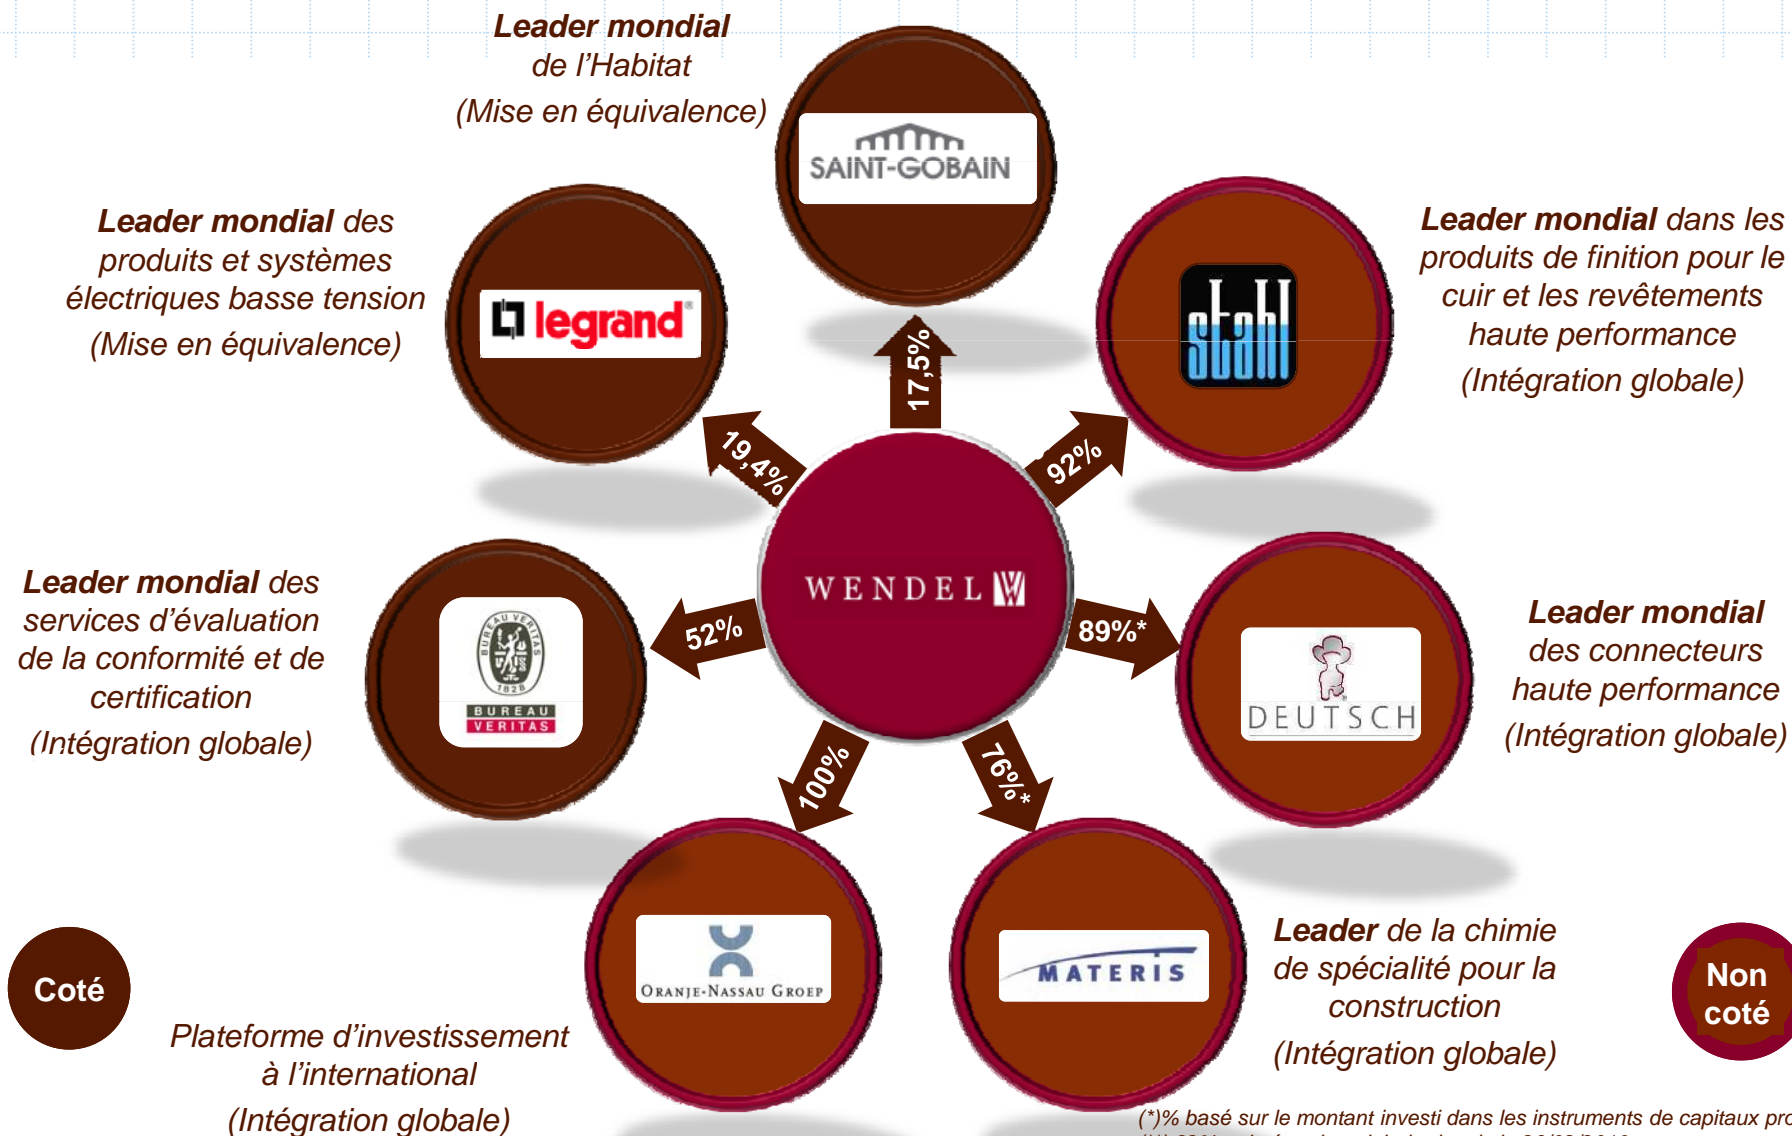 Leader mondial
de l'Habitat
(Mise en équivalence)
SAINT-GOBAIN
Leader mondial des
produits et systèmes
électriques basse tension
(Mise en équivalence)
legrand®
Leader mondial dans les
produits de finition pour le
cuir et les revêtements
haute performance
(Intégration globale)
stahl
17,5%
19,4%
92%
WENDEL W
52%
89%*
100%
76%*
Leader mondial des
services d'évaluation
de la conformité et de
certification
(Intégration globale)
BUREAU VERITAS
1828
BUREAU
VERITAS
Leader mondial
des connecteurs
haute performance
(Intégration globale)
DEUTSCH
ORANJE-NASSAU GROEP
MATERIS
Leader de la chimie
de spécialité pour la
construction
(Intégration globale)
Coté
Non
coté
Plateforme d'investissement
à l'international
(Intégration globale)
(*)% basé sur le montant investi dans les instruments de capitaux